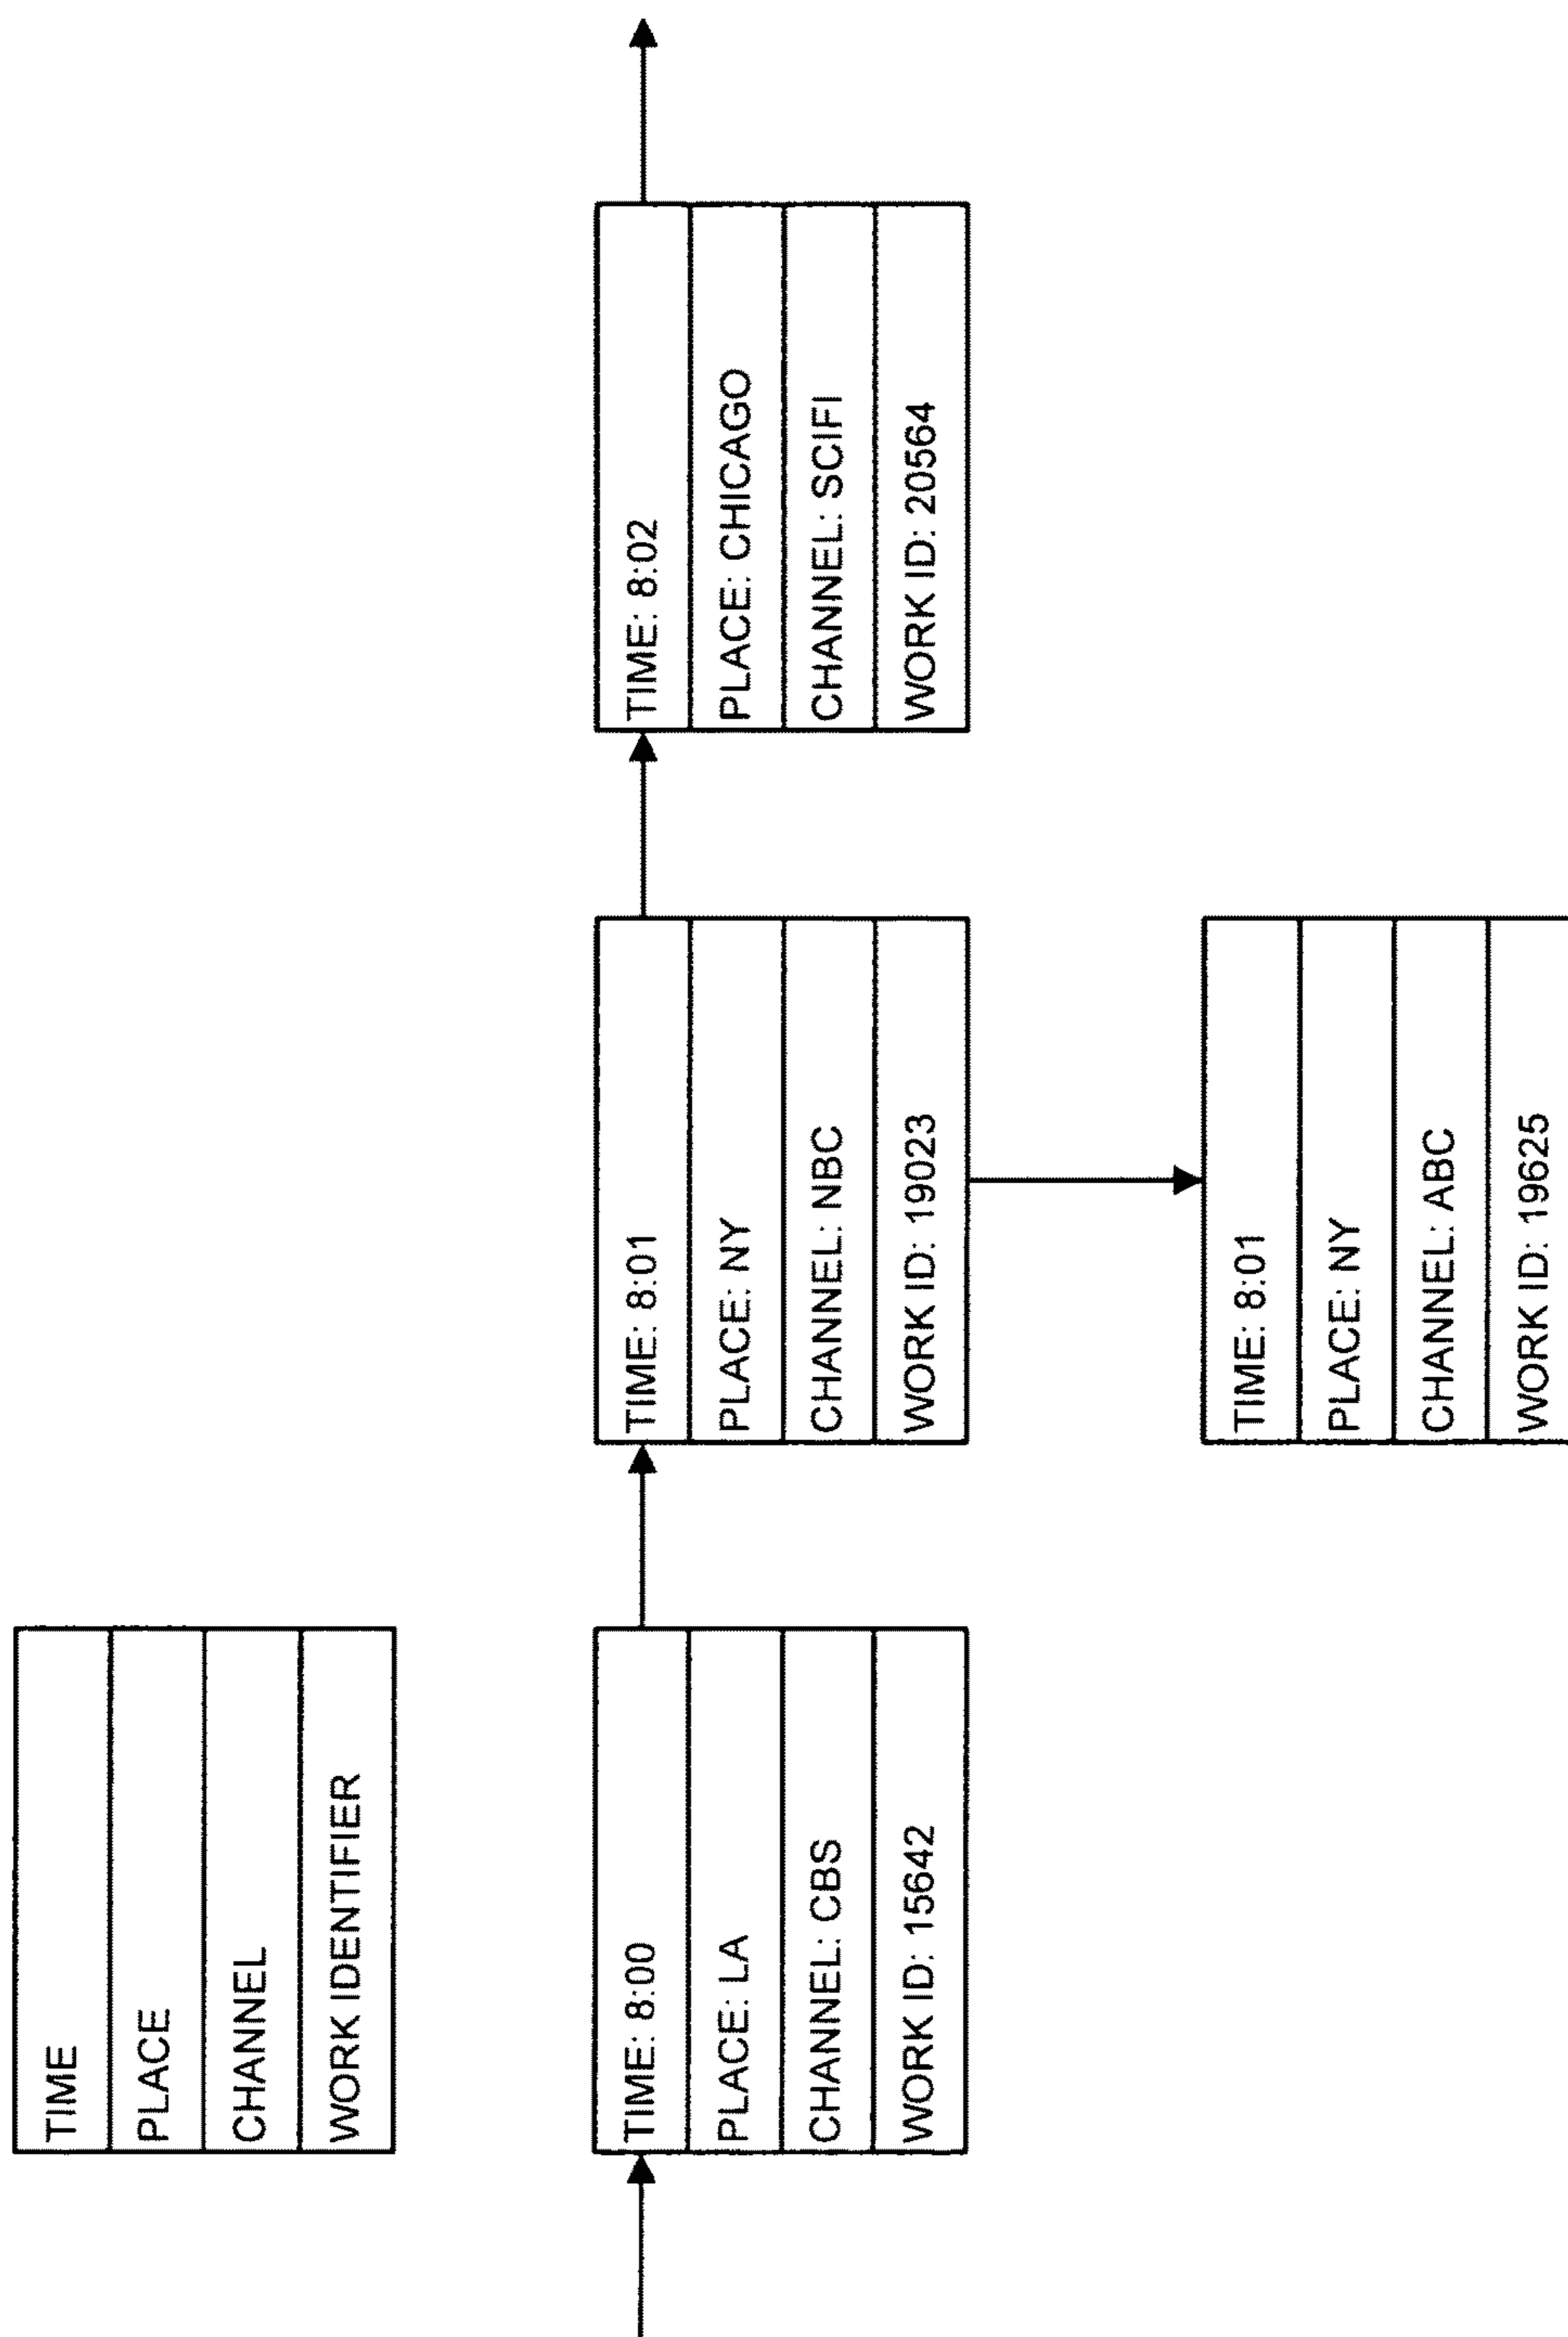 TIME
PLACE
CHANNEL
WORK IDENTIFIER
TIME: 8:00
PLACE: LA
CHANNEL: CBS
WORK ID: 15642
TIME: 8:01
PLACE: NY
CHANNEL: NBC
WORK ID: 19023
TIME: 8:02
PLACE: CHICAGO
CHANNEL: SCIFI
WORK ID: 20564
TIME: 8:01
PLACE: NY
CHANNEL: ABC
WORK ID: 19625